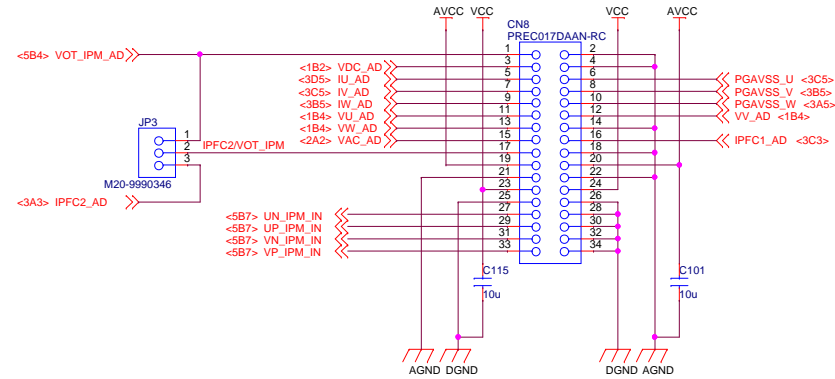 AVCC VCC VCC AVCC
CN8
PREC017DAAN-RC
<5B4> VOT_IPM_AD 1 2
<1B2> VDC_AD 3 4
<3D5> IU_AD 5 6 PGAVSS_U <3C5>
<3C5> IV_AD 7 8 PGAVSS_V <3B5>
<3B5> IW_AD 9 10 PGAVSS_W <3A5>
<1B4> VU_AD 11 12 VV_AD <1B4>
<1B4> VW_AD 13 14
<2A2> VAC_AD 15 16 IPFC1_AD <3C3>
JP3
1
2 IPFC2/VOT_IPM 17 18
3 19 20
M20-9990346
21 22
23 24
<3A3> IPFC2_AD 25 26
<5B7> UN_IPM_IN 27 28
<5B7> UP_IPM_IN 29 30
<5B7> VN_IPM_IN 31 32
<5B7> VP_IPM_IN 33 34
C115 C101
10u 10u
AGND DGND DGND AGND